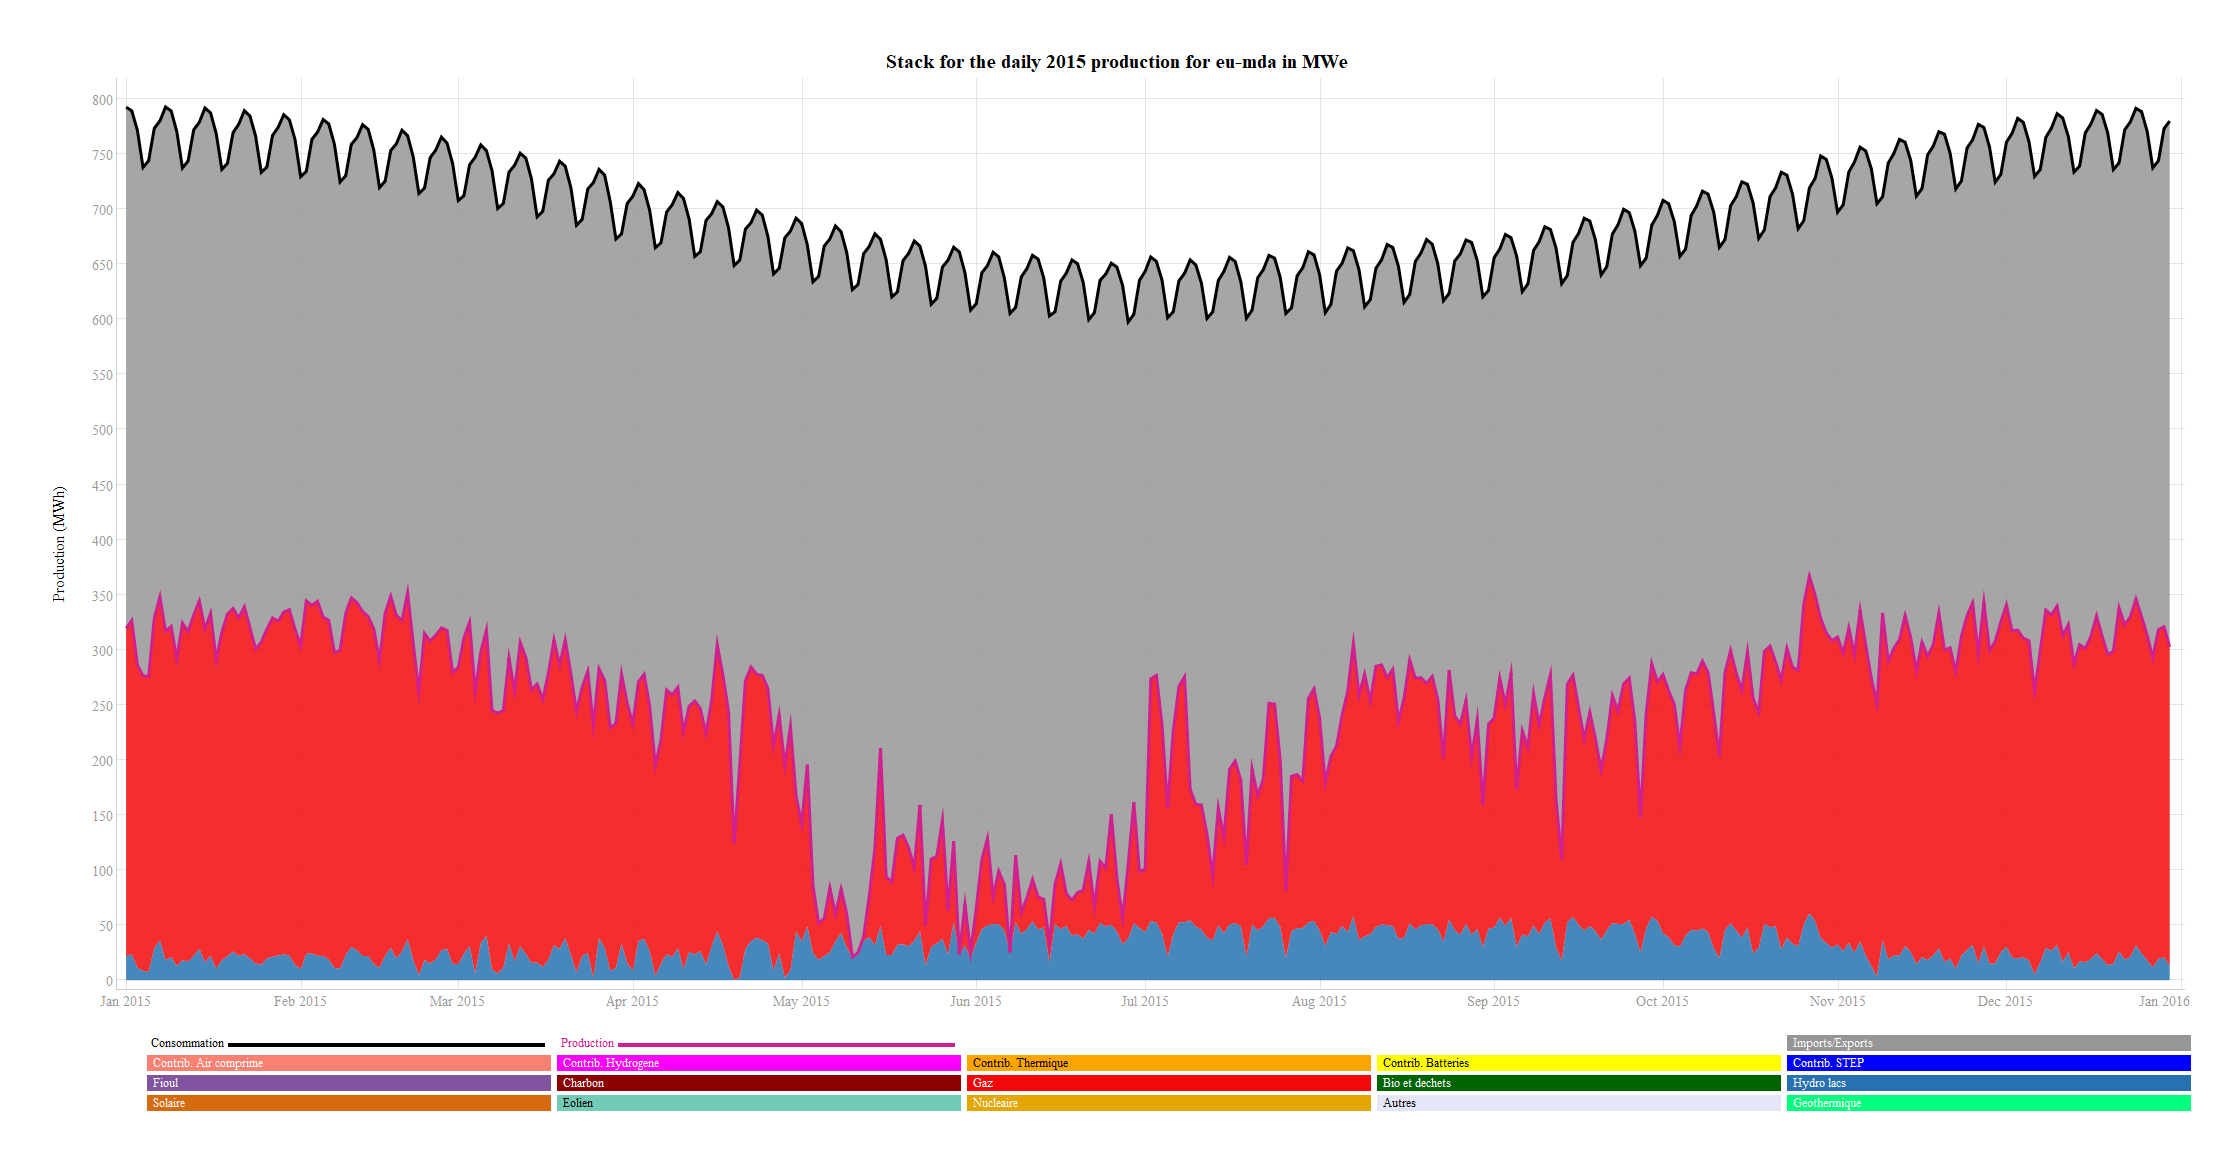 Stack for the daily 2015 production for eu-mda in MWe
800
750
700
650
600
550
500
450
400
350
300
250
200
150
100
50
0
Production (MWh)
Jan 2015 Feb 2015 Mar 2015 Apr 2015 May 2015 Jun 2015 Jul 2015 Aug 2015 Sep 2015 Oct 2015 Nov 2015 Dec 2015 Jan 2016
Consommation Production Imports/Exports
Contrib. Air comprime Contrib. Hydrogene Contrib. Thermique Contrib. Batteries Contrib. STEP
Fioul Charbon Gaz Bio et dechets Hydro lacs
Solaire Eolien Nucleaire Autres Geothermique